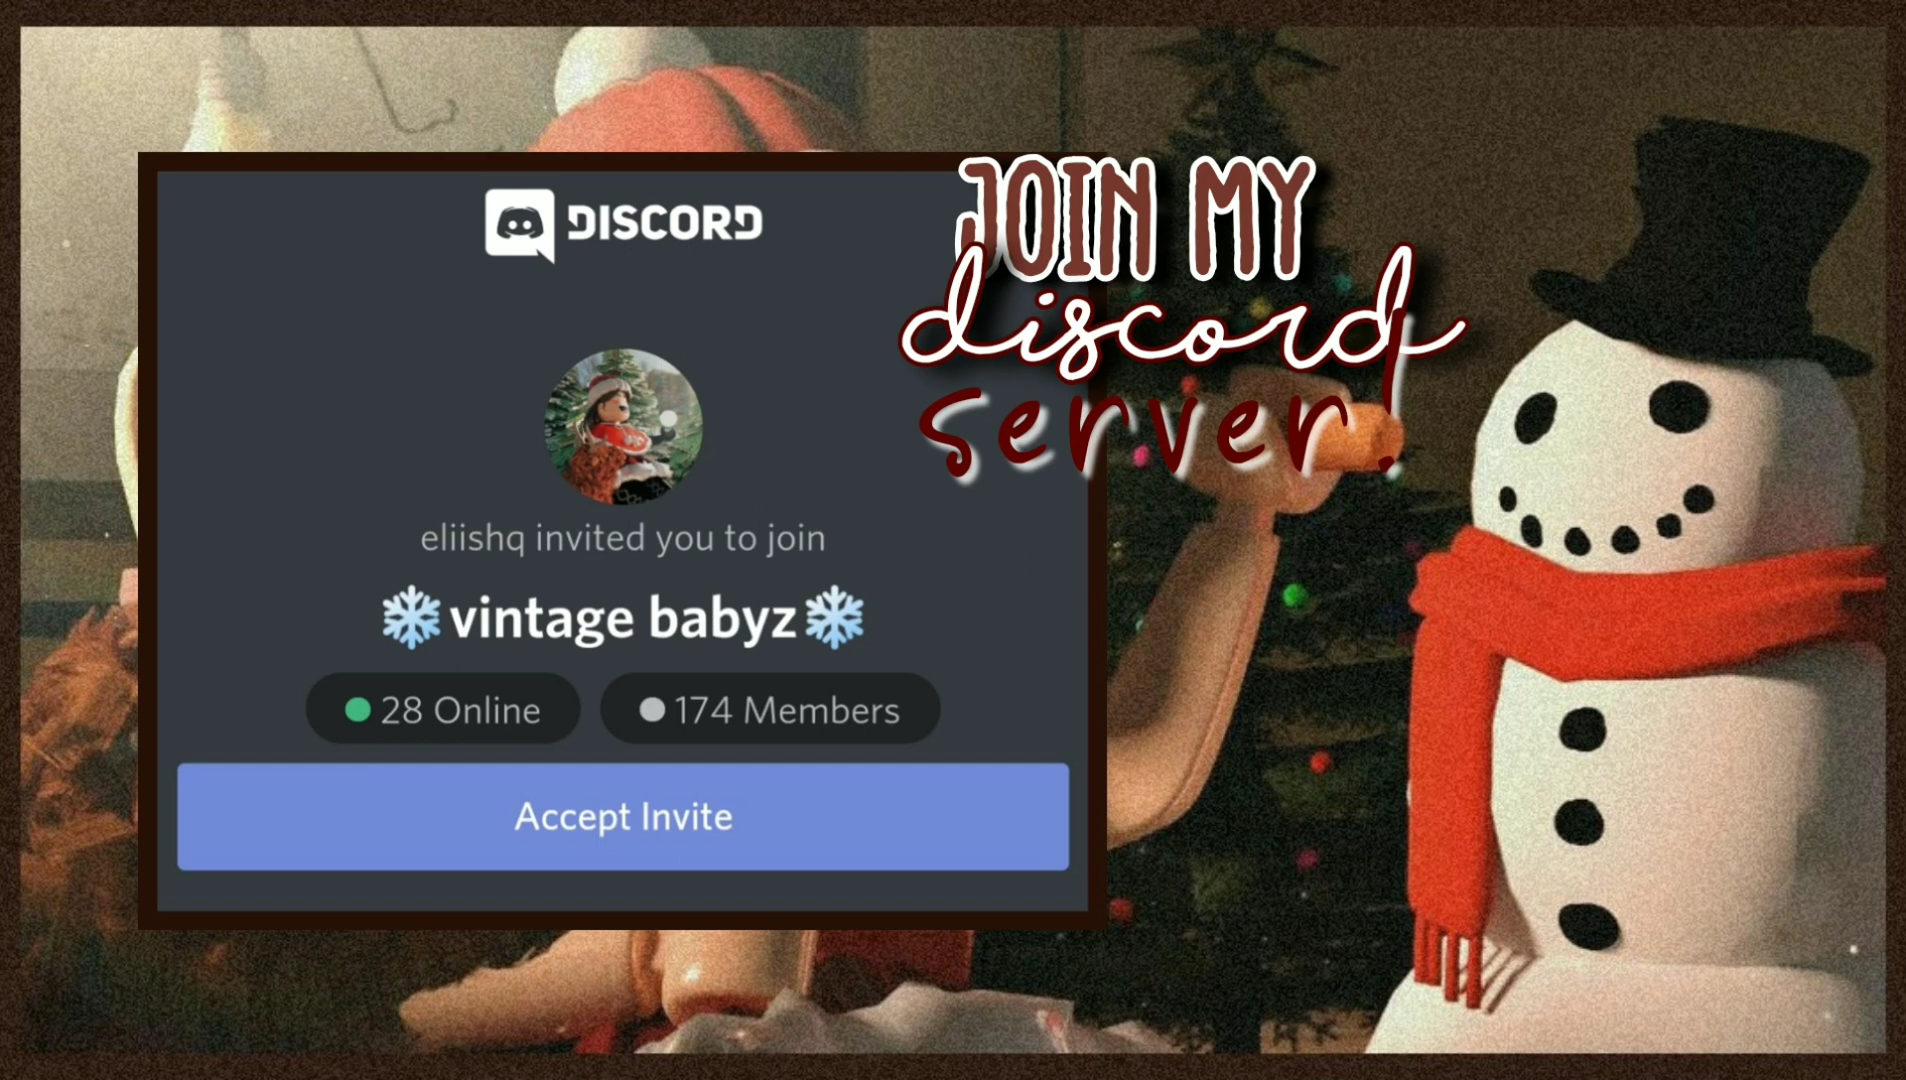 DISCORD
JOIN MY
discord
server!
eliishq invited you to join
❄vintage babyz❄
28 Online
174 Members
Accept Invite